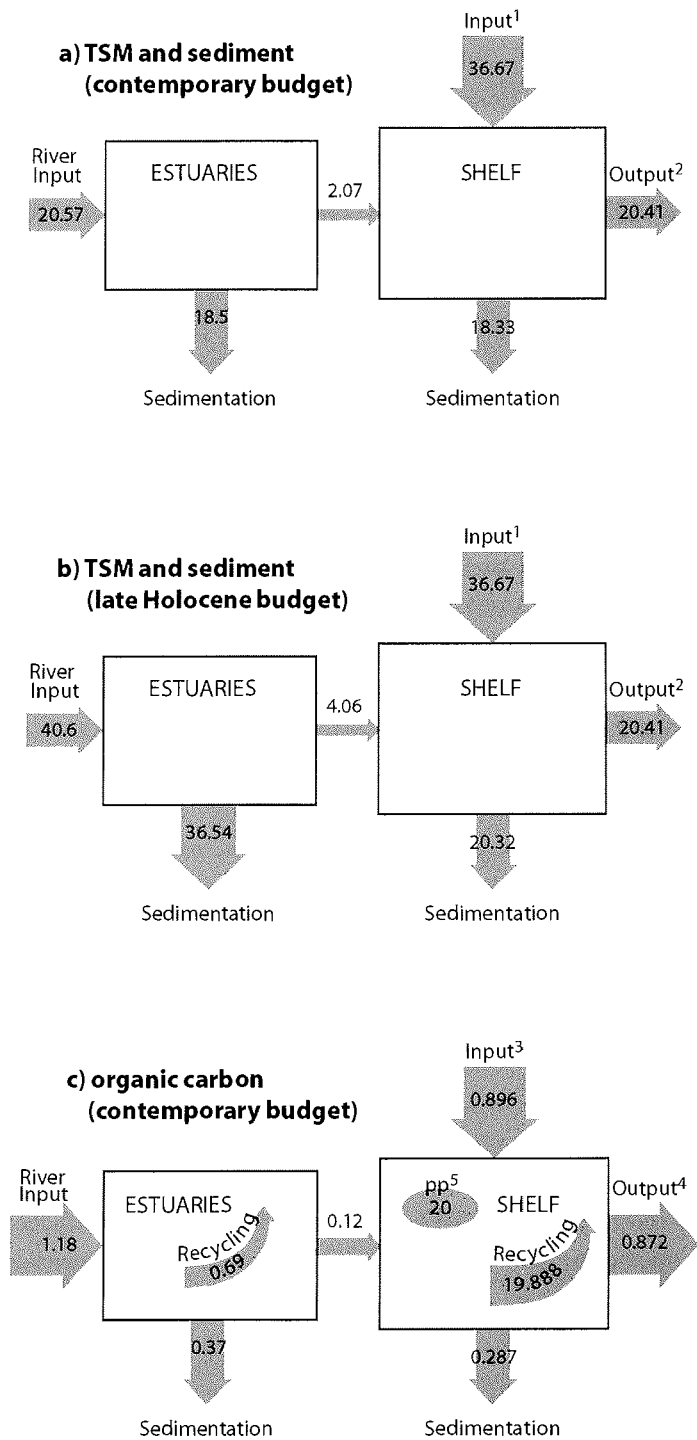 a) TSM and sediment
(contemporary budget)
Input¹
36.67
River
Input
20.57
ESTUARIES
2.07
SHELF
Output²
20.41
18.5
18.33
Sedimentation
Sedimentation
b) TSM and sediment
(late Holocene budget)
Input¹
36.67
River
Input
40.6
ESTUARIES
4.06
SHELF
Output²
20.41
36.54
20.32
Sedimentation
Sedimentation
c) organic carbon
(contemporary budget)
Input³
0.896
River
Input
1.18
ESTUARIES
Recycling
0.69
0.12
pp⁵
20
SHELF
Recycling
19.888
Output⁴
0.872
0.37
0.287
Sedimentation
Sedimentation